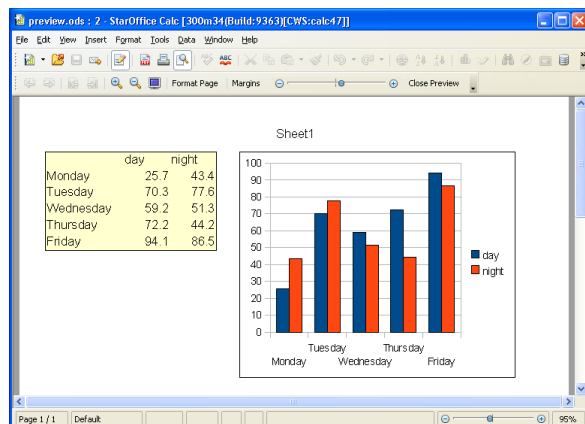 preview.ods : 2 - StarOffice Calc [300m34(Build:9363)[CWS:calc47]]
File Edit View Insert Format Tools Data Window Help
ABC
Format Page Margins Close Preview
Sheet1
day night
Monday 25.7 43.4
Tuesday 70.3 77.6
Wednesday 59.2 51.3
Thursday 72.2 44.2
Friday 94.1 86.5
100
90
80
70
60
50
40
30
20
10
0
day
night
Tuesday Thursday
Monday Wednesday Friday
Page 1 / 1 Default 95%